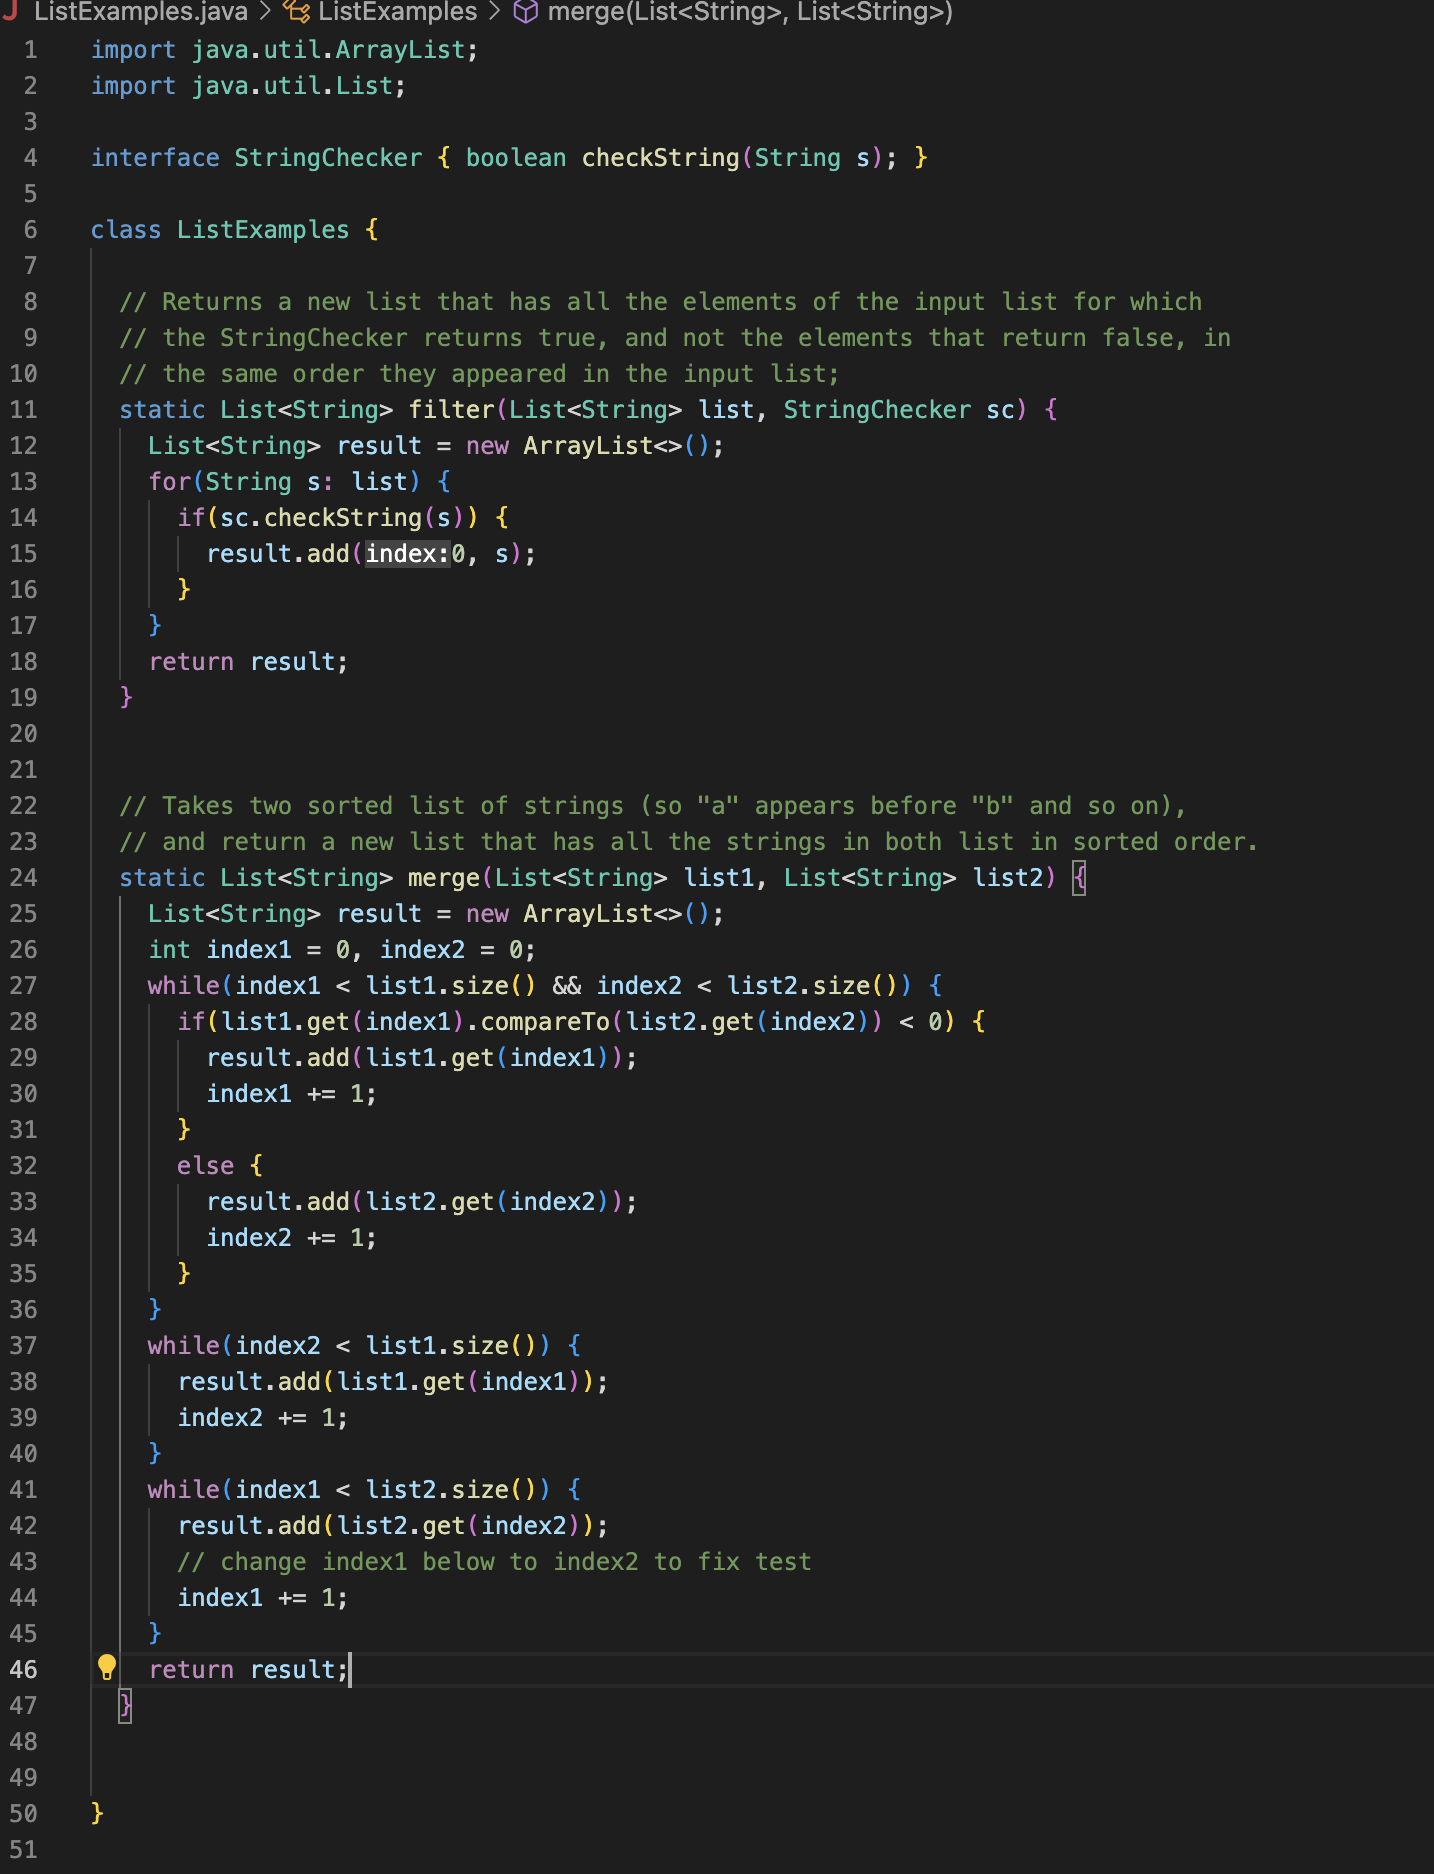 ListExamples.java > ListExamples > merge(List<String>, List<String>)
1 import java.util.ArrayList;
2 import java.util.List;
3
4 interface StringChecker { boolean checkString(String s); }
5
6 class ListExamples {
7
8 // Returns a new list that has all the elements of the input list for which
9 // the StringChecker returns true, and not the elements that return false, in
10 // the same order they appeared in the input list;
11 static List<String> filter(List<String> list, StringChecker sc) {
12 List<String> result = new ArrayList<>();
13 for(String s: list) {
14 if(sc.checkString(s)) {
15 result.add(index:0, s);
16 }
17 }
18 return result;
19 }
20
21
22 // Takes two sorted list of strings (so "a" appears before "b" and so on),
23 // and return a new list that has all the strings in both list in sorted order.
24 static List<String> merge(List<String> list1, List<String> list2) {
25 List<String> result = new ArrayList<>();
26 int index1 = 0, index2 = 0;
27 while(index1 < list1.size() && index2 < list2.size()) {
28 if(list1.get(index1).compareTo(list2.get(index2)) < 0) {
29 result.add(list1.get(index1));
30 index1 += 1;
31 }
32 else {
33 result.add(list2.get(index2));
34 index2 += 1;
35 }
36 }
37 while(index2 < list1.size()) {
38 result.add(list1.get(index1));
39 index2 += 1;
40 }
41 while(index1 < list2.size()) {
42 result.add(list2.get(index2));
43 // change index1 below to index2 to fix test
44 index1 += 1;
45 }
46 return result;
47 }
48
49
50 }
51